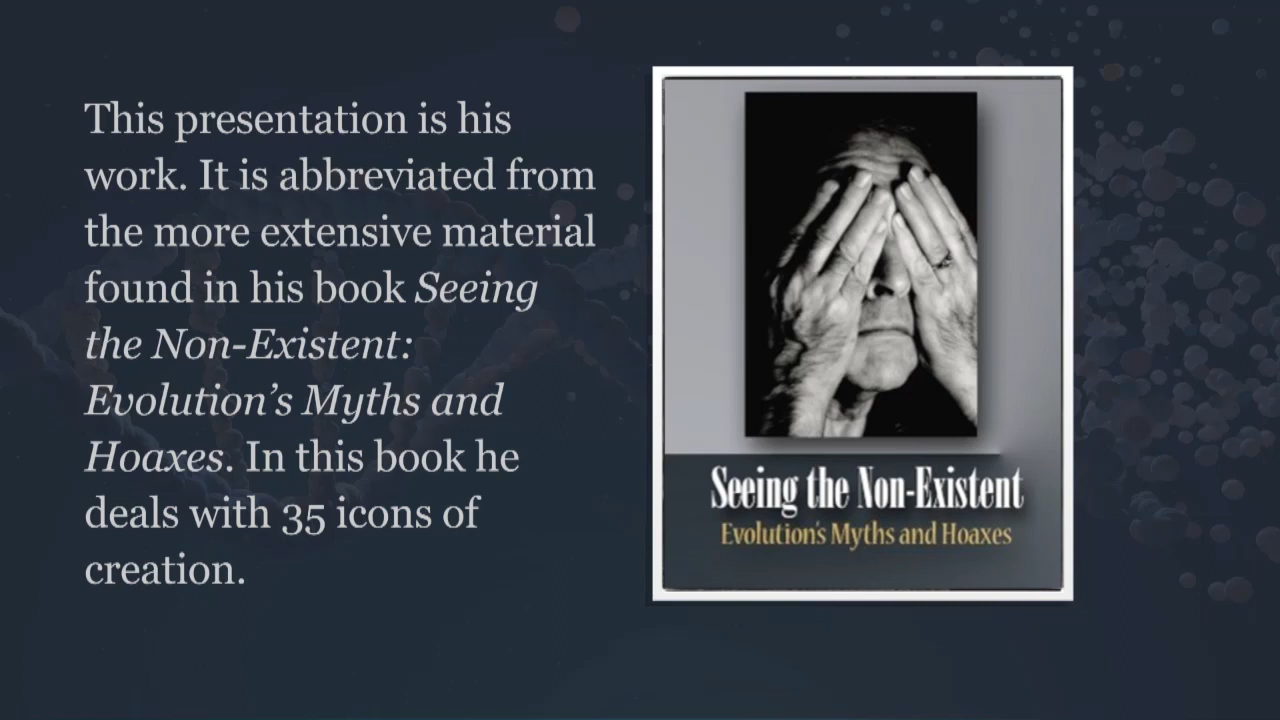 This presentation is his
work. It is abbreviated from
the more extensive material
found in his book Seeing
the Non-Existent:
Evolution’s Myths and
Hoaxes. In this book he
deals with 35 icons of
creation.
Seeing the Non-Existent
Evolution's Myths and Hoaxes